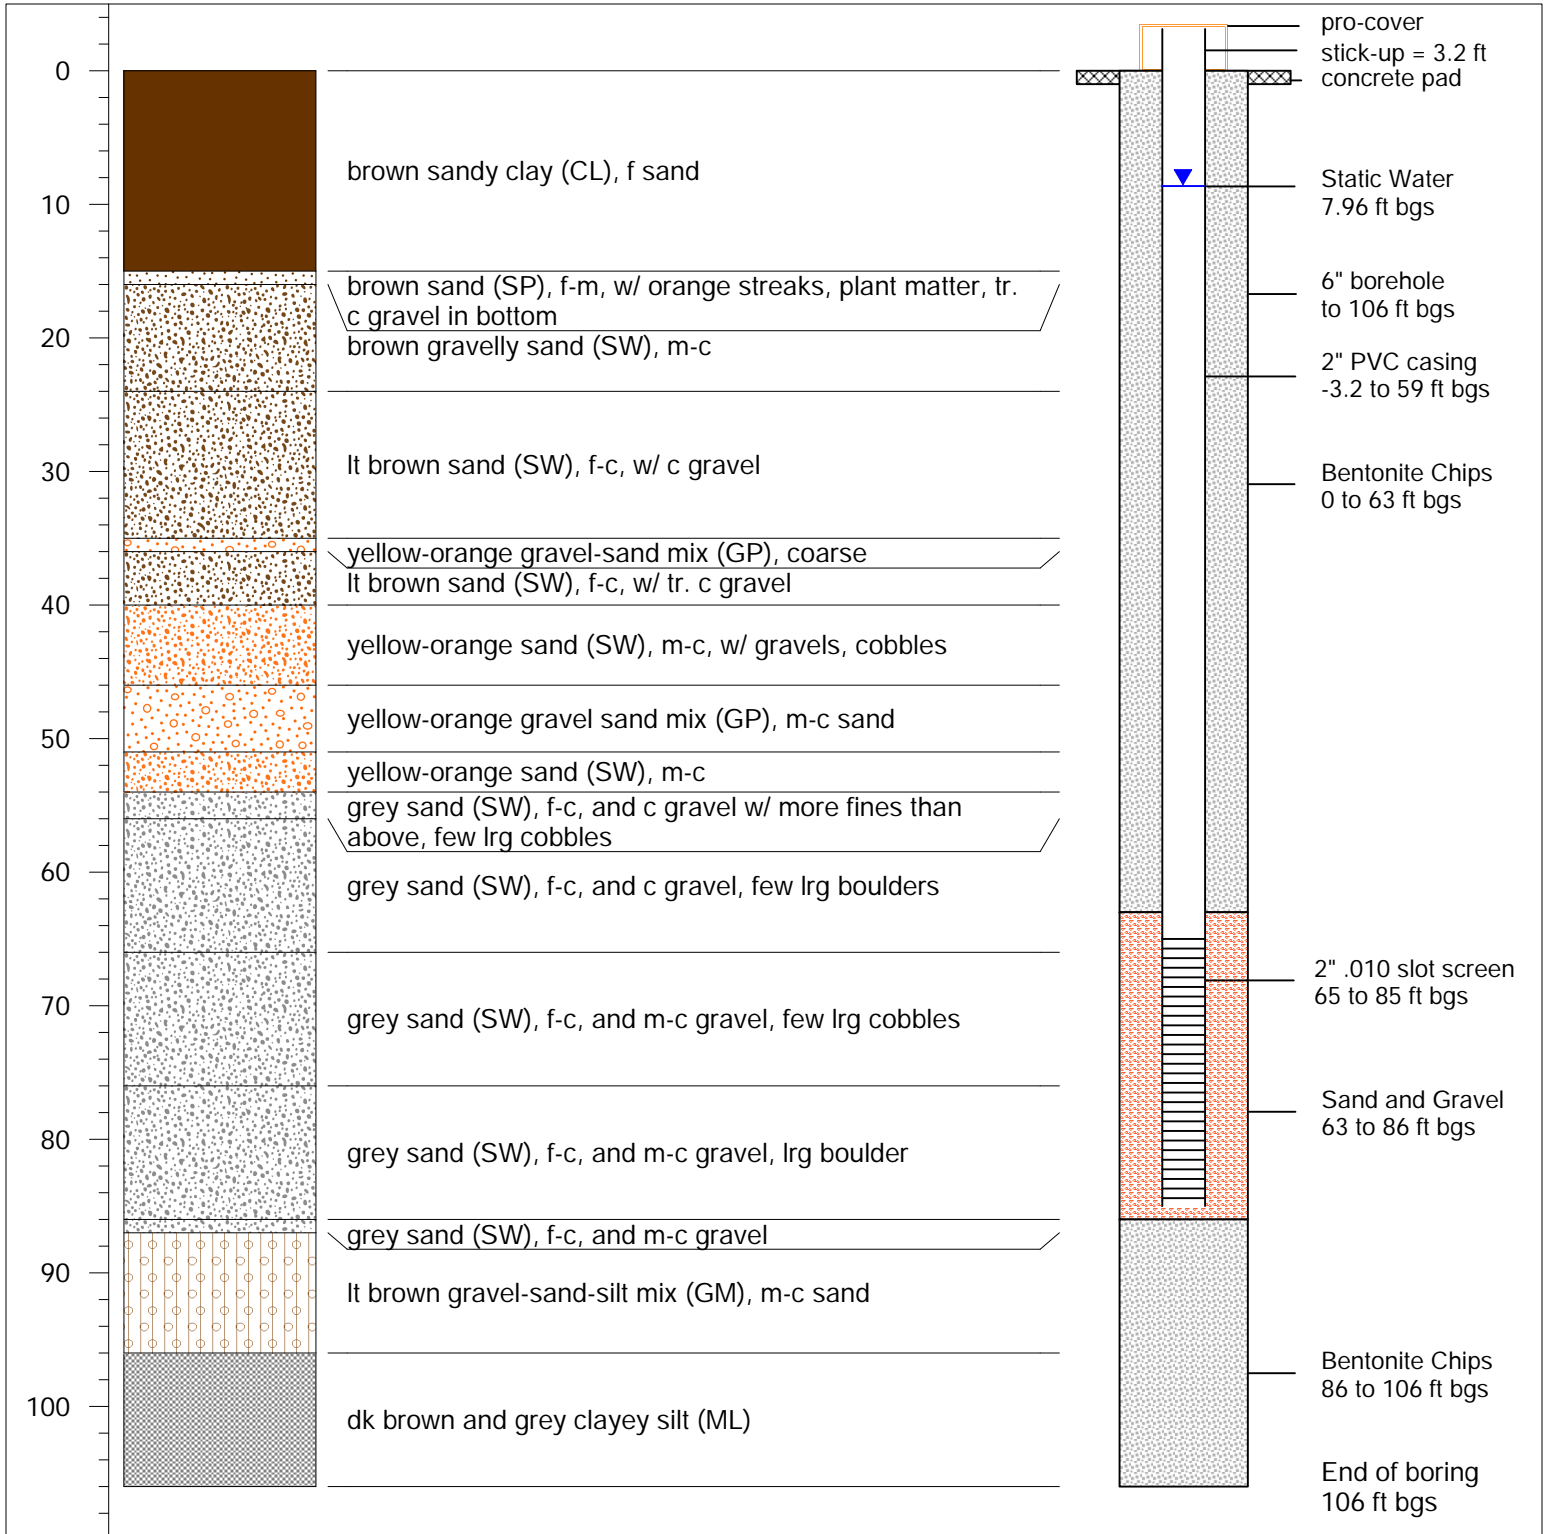 0
10
20
30
40
50
60
70
80
90
100
brown sandy clay (CL), f sand
brown sand (SP), f-m, w/ orange streaks, plant matter, tr.
c gravel in bottom
brown gravelly sand (SW), m-c
lt brown sand (SW), f-c, w/ c gravel
yellow-orange gravel-sand mix (GP), coarse
lt brown sand (SW), f-c, w/ tr. c gravel
yellow-orange sand (SW), m-c, w/ gravels, cobbles
yellow-orange gravel sand mix (GP), m-c sand
yellow-orange sand (SW), m-c
grey sand (SW), f-c, and c gravel w/ more fines than
above, few lrg cobbles
grey sand (SW), f-c, and c gravel, few lrg boulders
grey sand (SW), f-c, and m-c gravel, few lrg cobbles
grey sand (SW), f-c, and m-c gravel, lrg boulder
grey sand (SW), f-c, and m-c gravel
lt brown gravel-sand-silt mix (GM), m-c sand
dk brown and grey clayey silt (ML)
pro-cover
stick-up = 3.2 ft
concrete pad
Static Water
7.96 ft bgs
6" borehole
to 106 ft bgs
2" PVC casing
-3.2 to 59 ft bgs
Bentonite Chips
0 to 63 ft bgs
2" .010 slot screen
65 to 85 ft bgs
Sand and Gravel
63 to 86 ft bgs
Bentonite Chips
86 to 106 ft bgs
End of boring
106 ft bgs